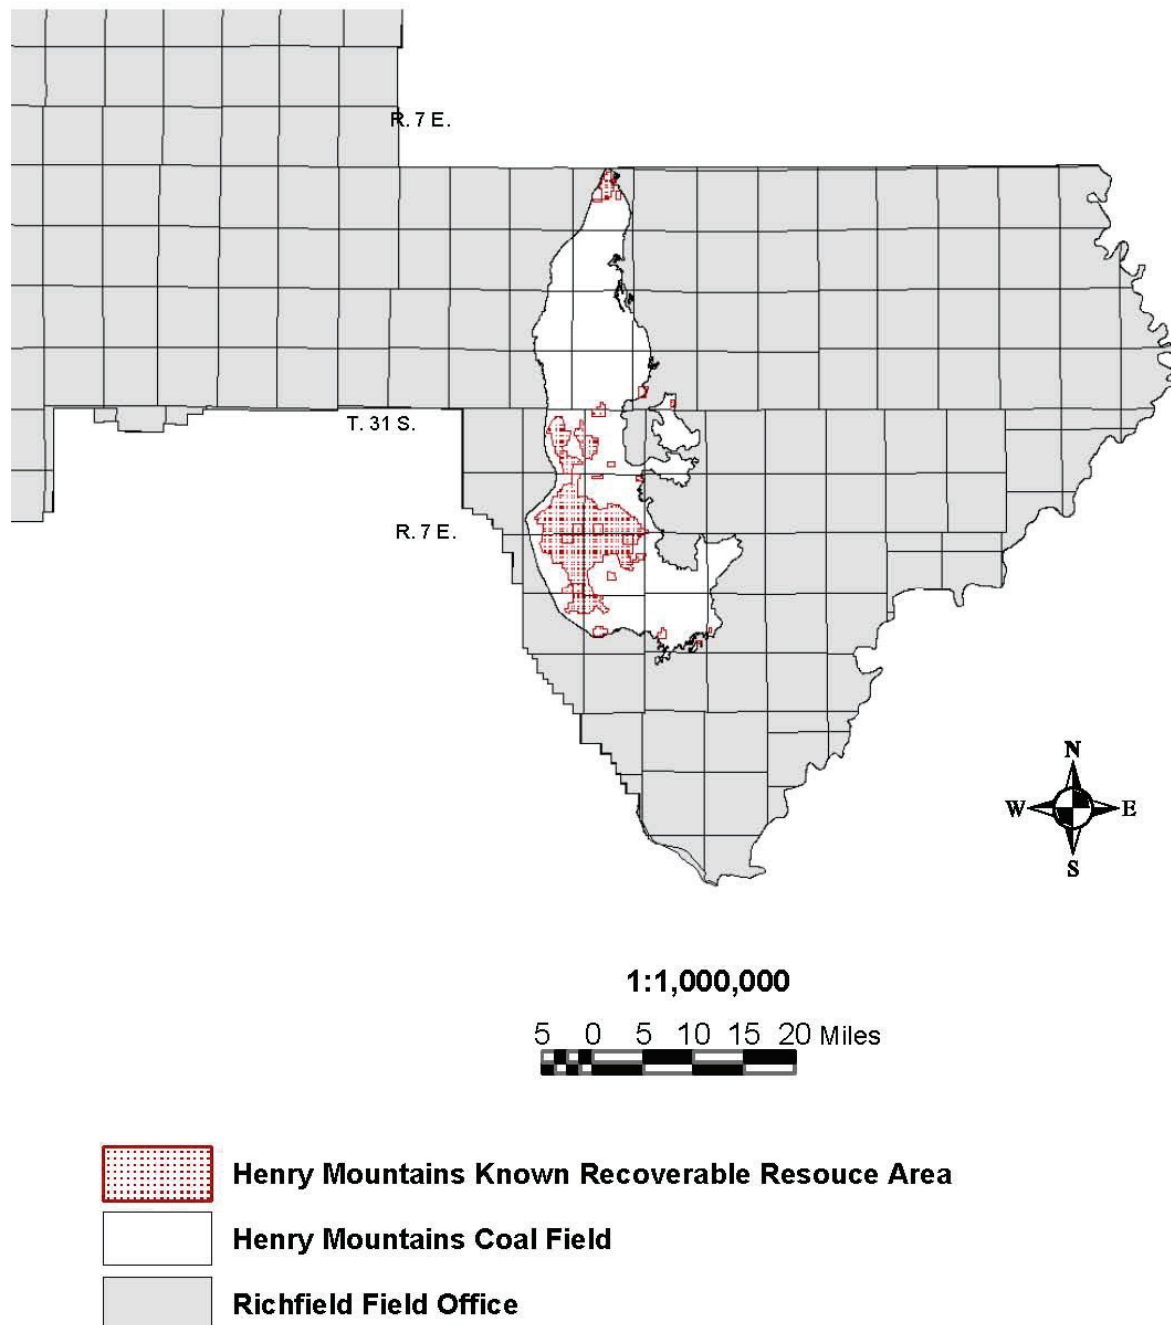 R. 7 E.
T. 31 S.
R. 7 E.
N
W E
S
1:1,000,000
5 0 5 10 15 20 Miles
Henry Mountains Known Recoverable Resouce Area
Henry Mountains Coal Field
Richfield Field Office